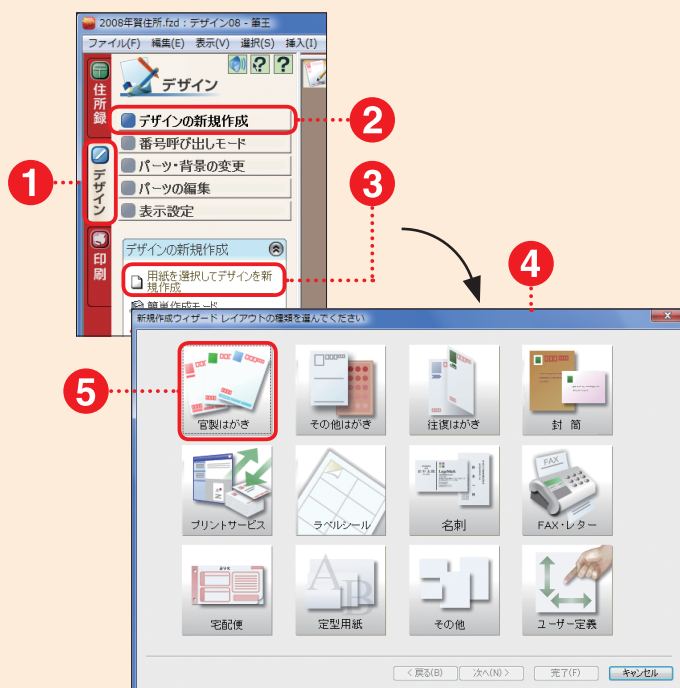 2008年賀住所.fzd : デザイン08 - 筆王
ファイル(F) 編集(E) 表示(V) 選択(S) 挿入(I)
住所録
デザイン
デザインの新規作成
2
番号呼び出しモード
パーツ・背景の変更
1
デザイン
パーツの編集
3
表示設定
印刷
デザインの新規作成
用紙を選択してデザインを新
規作成
4
簡単作成モード
新規作成ウィザード レイアウトの種類を選んでください
5
官製はがき
その他はがき
往復はがき
封 筒
FAX
プリントサービス
ラベルシール
名刺
FAX・レター
AB
宅配便
定型用紙
その他
ユーザー定義
< 戻る(B)
次へ(N) >
完了(F)
キャンセル